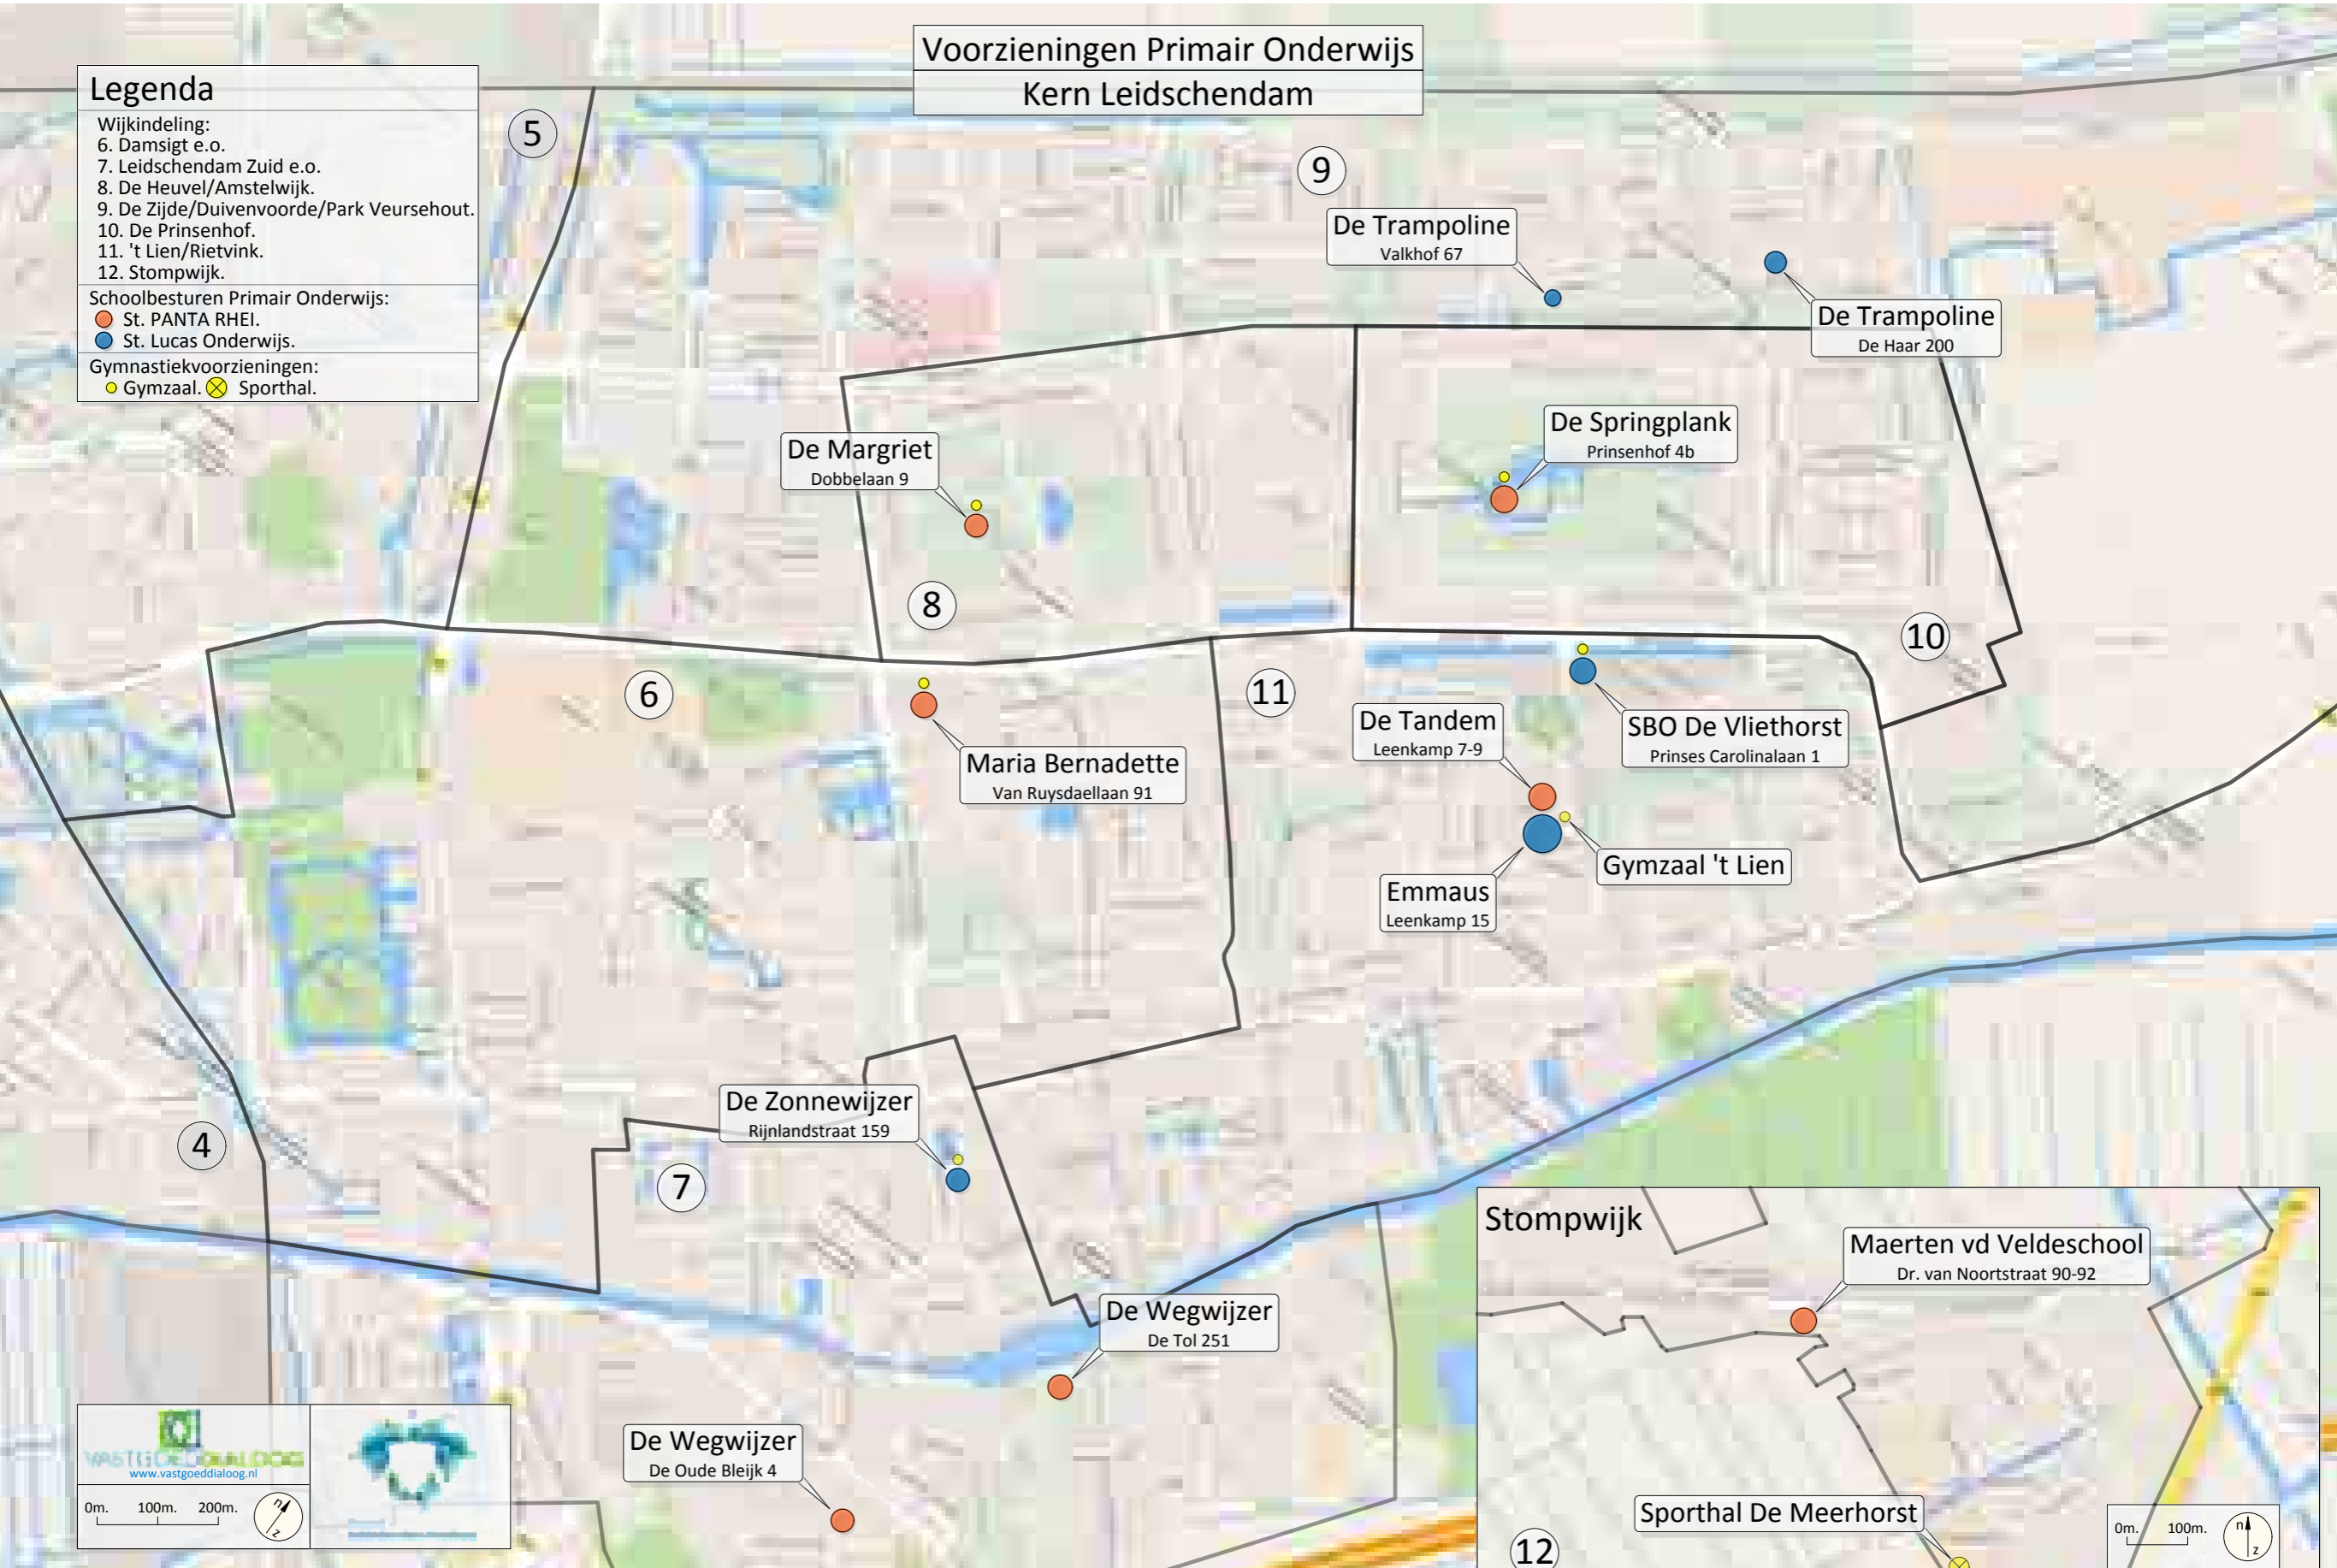 Voorzieningen Primair Onderwijs
Kern Leidschendam
Legenda
Wijkindeling:
6. Damsigt e.o.
7. Leidschendam Zuid e.o.
8. De Heuvel/Amstelwijk.
9. De Zijde/Duivenvoorde/Park Veursehout.
10. De Prinsenhof.
11. 't Lien/Rietvink.
12. Stompwijk.
Schoolbesturen Primair Onderwijs:
St. PANTA RHEI.
St. Lucas Onderwijs.
Gymnastiekvoorzieningen:
Gymzaal. Sporthal.
5
9
De Trampoline
Valkhof 67
De Trampoline
De Haar 200
De Springplank
Prinsenhof 4b
De Margriet
Dobbelaan 9
8
10
6
11
De Tandem
Leenkamp 7-9
SBO De Vliethorst
Prinses Carolinalaan 1
Maria Bernadette
Van Ruysdaellaan 91
Gymzaal 't Lien
Emmaus
Leenkamp 15
De Zonnewijzer
Rijnlandstraat 159
4
7
De Wegwijzer
De Tol 251
De Wegwijzer
De Oude Bleijk 4
Stompwijk
Maerten vd Veldeschool
Dr. van Noortstraat 90-92
Sporthal De Meerhorst
12
0m. 100m.
n
z
VASTGOEDDIALOOG
www.vastgoeddialoog.nl
0m. 100m. 200m.
n
z